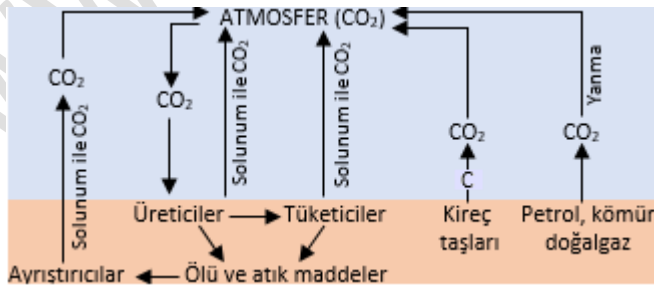 ATMOSFER (CO₂)
CO₂
CO₂
Solunum ile CO₂
Solunum ile CO₂
Solunum ile CO₂
CO₂
CO₂
Yanma
C
Üreticiler
Tüketiciler
Kireç
taşları
Petrol, kömür
doğalgaz
Ayrıştırıcılar
Ölü ve atık maddeler